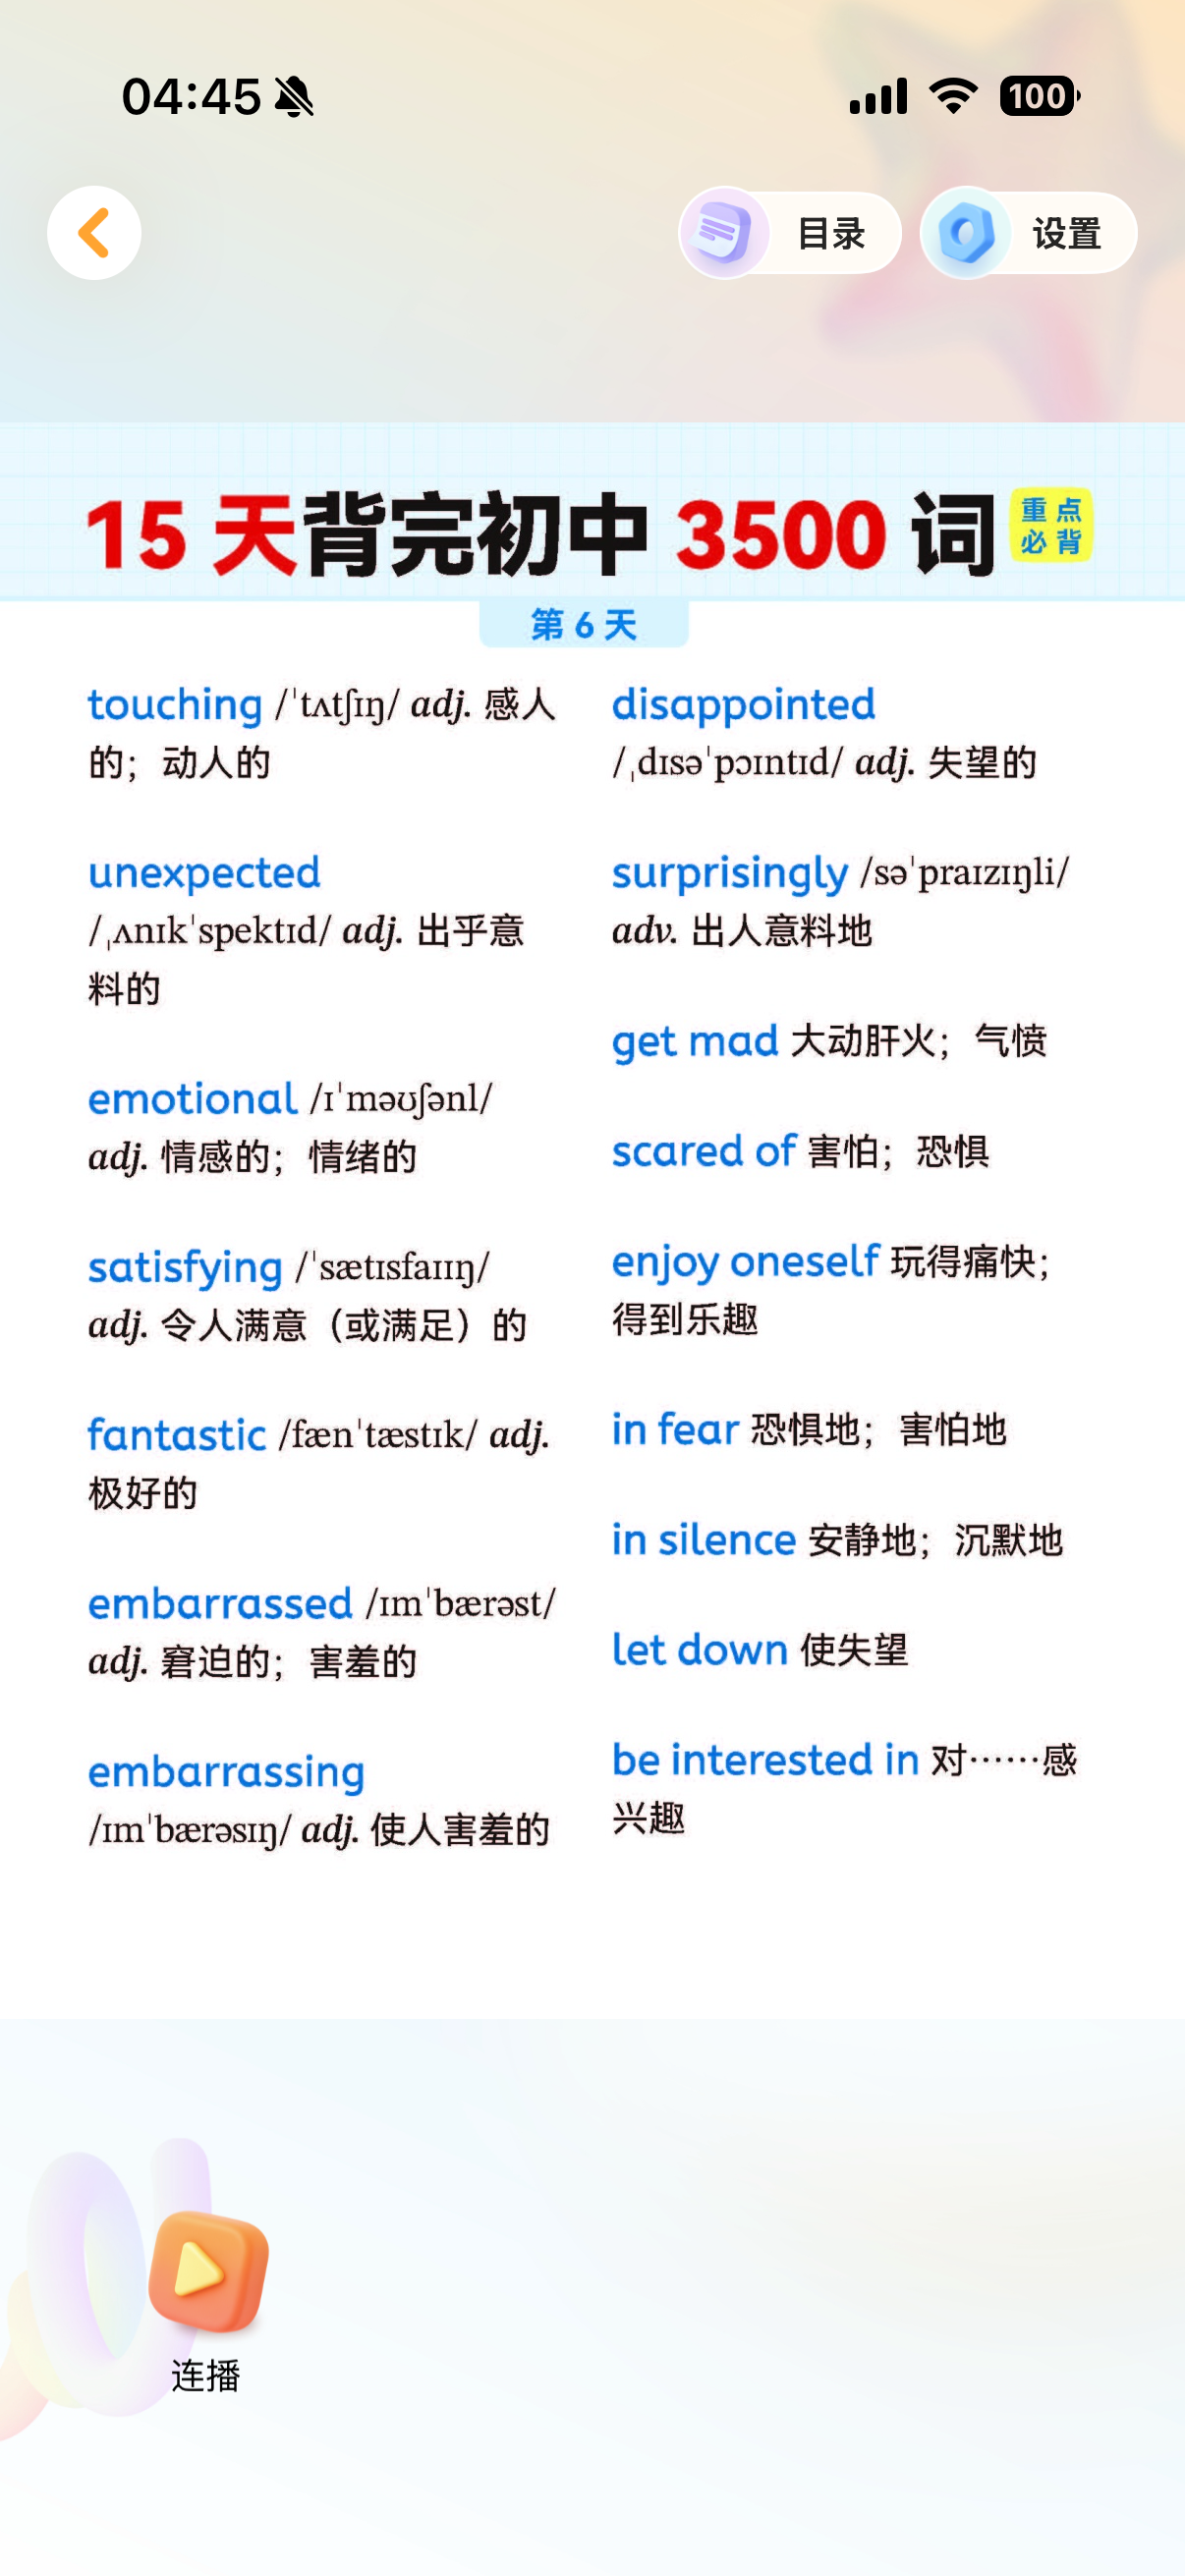 04:45
100
目录
设置
15 天背完初中 3500 词
重点
必背
第 6 天
touching /ˈtʌtʃɪŋ/ adj. 感人
的；动人的
unexpected
/ˌʌnɪkˈspektɪd/ adj. 出乎意
料的
emotional /ɪˈməʊʃənl/
adj. 情感的；情绪的
satisfying /ˈsætɪsfaɪɪŋ/
adj. 令人满意（或满足）的
fantastic /fænˈtæstɪk/ adj.
极好的
embarrassed /ɪmˈbærəst/
adj. 窘迫的；害羞的
embarrassing
/ɪmˈbærəsɪŋ/ adj. 使人害羞的
disappointed
/ˌdɪsəˈpɔɪntɪd/ adj. 失望的
surprisingly /səˈpraɪzɪŋli/
adv. 出人意料地
get mad 大动肝火；气愤
scared of 害怕；恐惧
enjoy oneself 玩得痛快；
得到乐趣
in fear 恐惧地；害怕地
in silence 安静地；沉默地
let down 使失望
be interested in 对……感
兴趣
连播